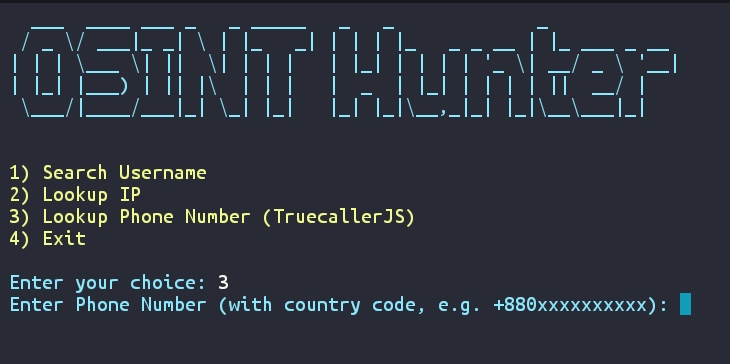 OSINT Hunter
1) Search Username
2) Lookup IP
3) Lookup Phone Number (TruecallerJS)
4) Exit
Enter your choice: 3
Enter Phone Number (with country code, e.g. +880xxxxxxxxxx):